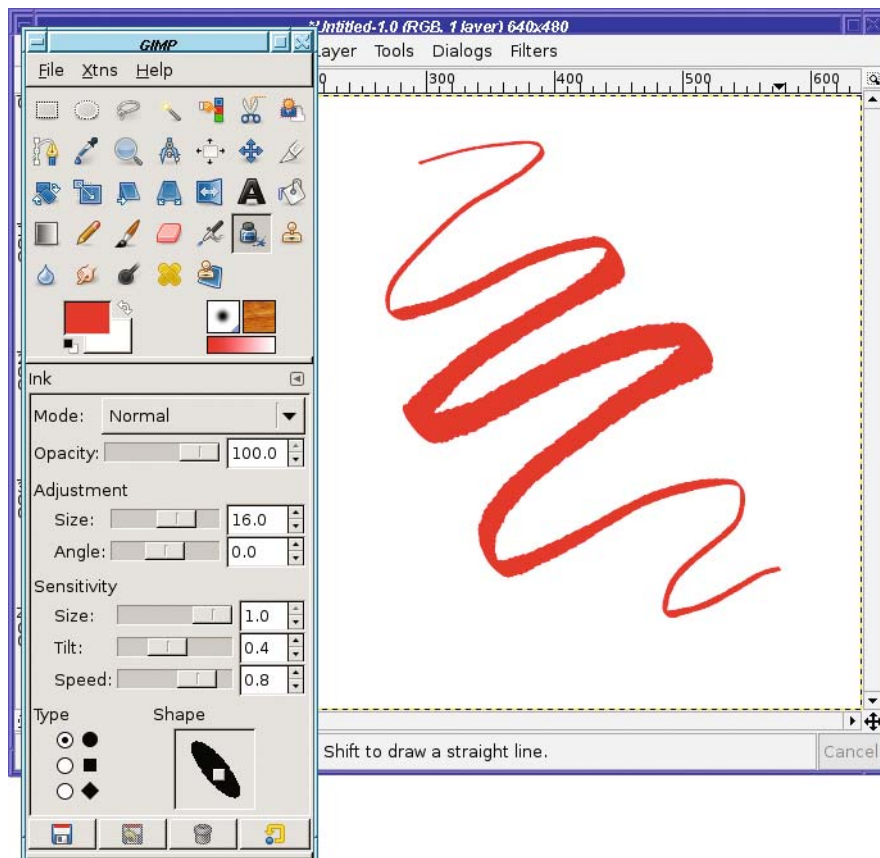 *Untitled-1.0 (RGB, 1 layer) 640x480
GIMP
ayer Tools Dialogs Filters
File Xtns Help
300 400 500 600
Ink
Mode: Normal
Opacity: 100.0
Adjustment
Size: 16.0
Angle: 0.0
Sensitivity
Size: 1.0
Tilt: 0.4
Speed: 0.8
Type Shape
Shift to draw a straight line.
Cancel